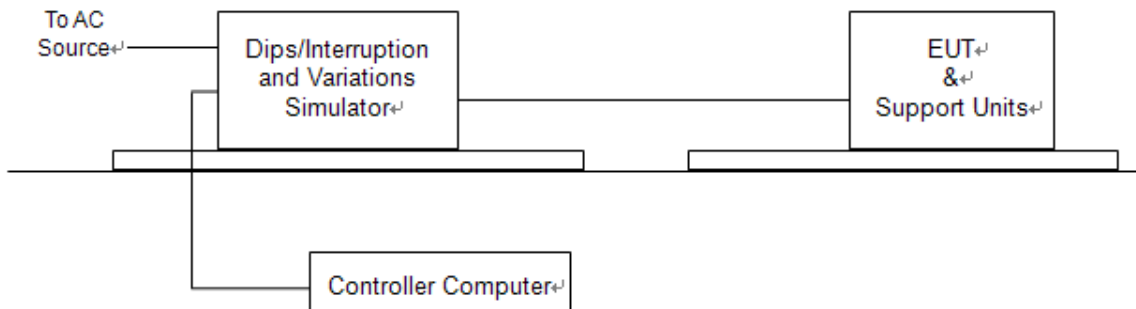 To AC
Source↵
Dips/Interruption
and Variations
Simulator↵
EUT↵
&↵
Support Units↵
Controller Computer↵